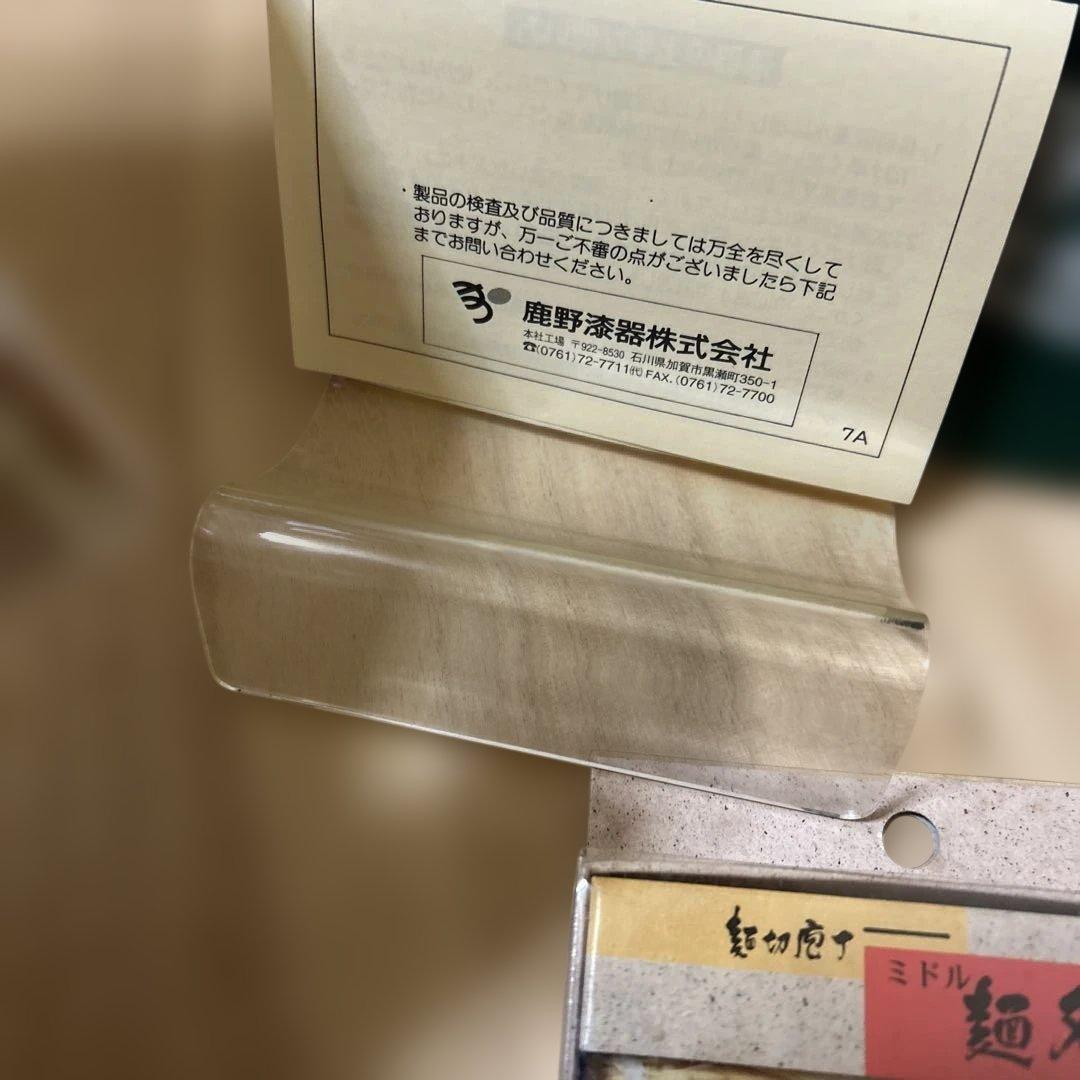 ・製品の検査及び品質につきましては万全を尽くして
おりますが、万一ご不審の点がございましたら下記
までお問い合わせください。
鹿野漆器株式会社
本社工場 〒922-8530 石川県加賀市黒瀬町350-1
☎(0761)72-7711㈹ FAX.(0761)72-7700
7A
麺切庖丁
ミドル
麺